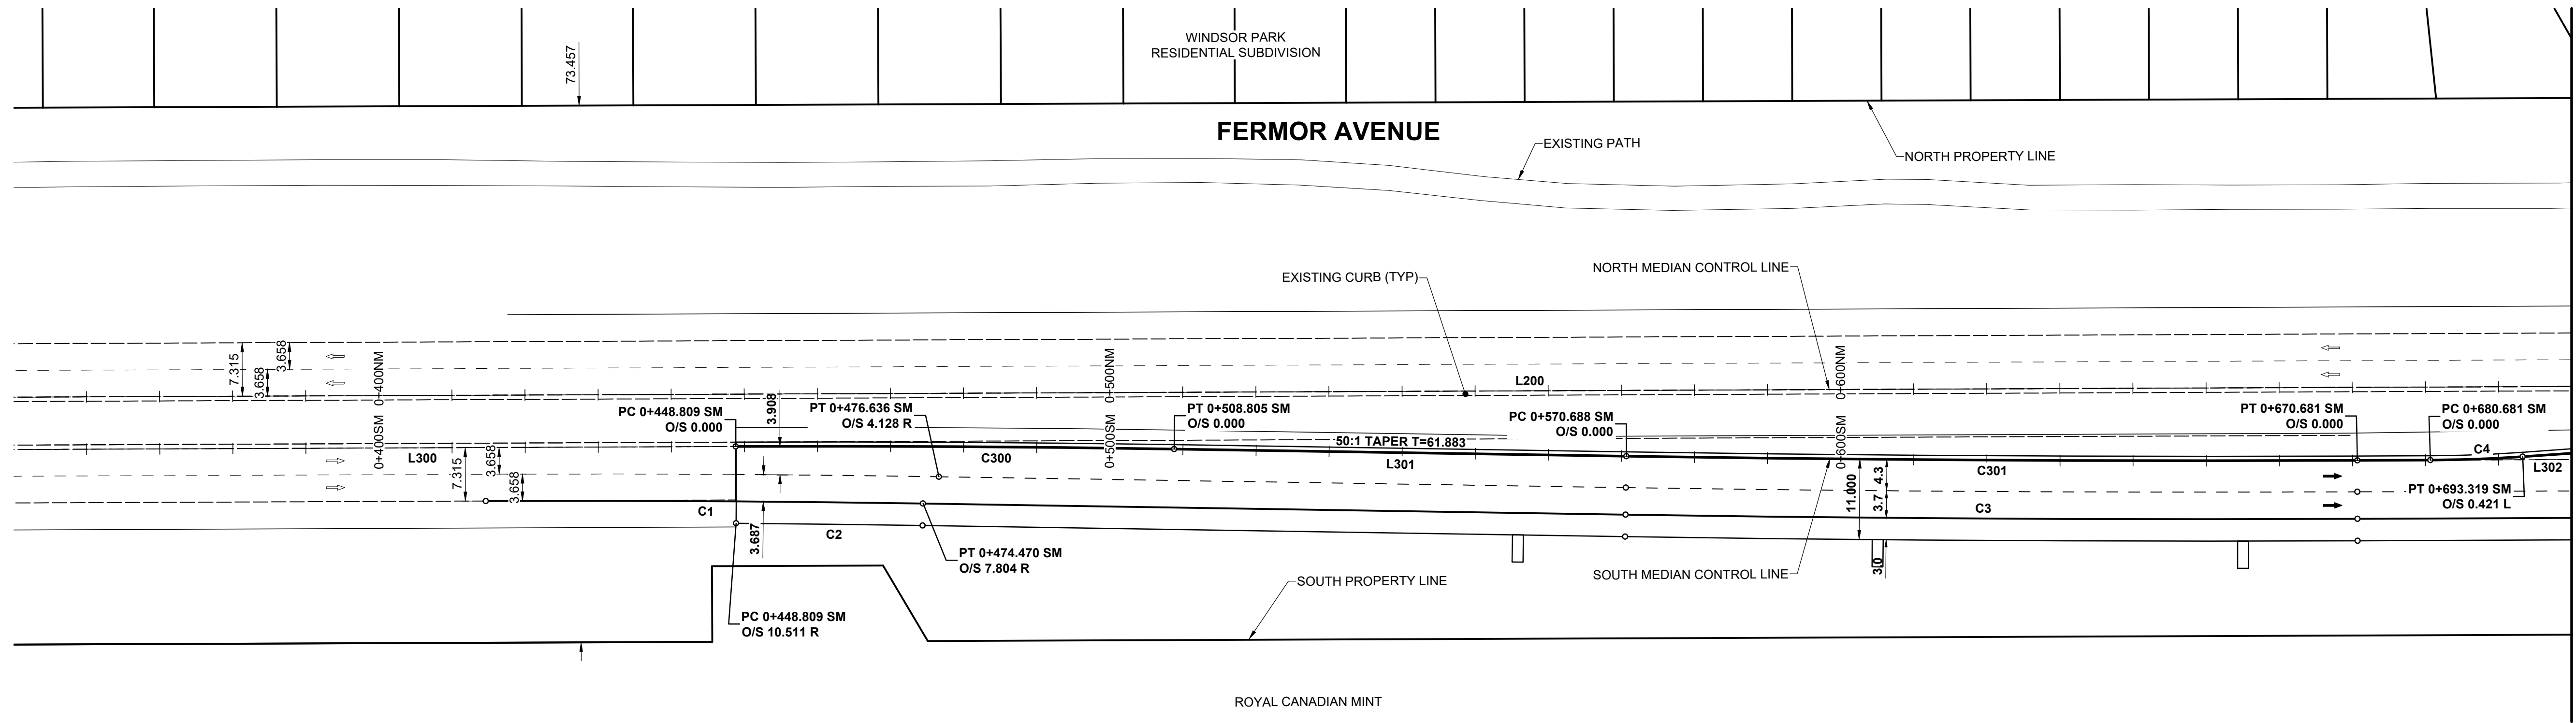 WINDSOR PARK
RESIDENTIAL SUBDIVISION
73.457
FERMOR AVENUE
EXISTING PATH
NORTH PROPERTY LINE
EXISTING CURB (TYP)
NORTH MEDIAN CONTROL LINE
7.315
3.658
3.658
0+400NM
0+500NM
0+600NM
L200
PC 0+448.809 SM
O/S 0.000
3.908
PT 0+476.636 SM
O/S 4.128 R
PT 0+508.805 SM
O/S 0.000
PC 0+570.688 SM
O/S 0.000
PT 0+670.681 SM
O/S 0.000
PC 0+680.681 SM
O/S 0.000
0+400SM
0+500SM
0+600SM
50:1 TAPER T=61.883
L300
C300
L301
C301
C4
L302
7.315
3.658
3.658
11.000
4.3
3.7
PT 0+693.319 SM
O/S 0.421 L
C1
C2
C3
3.687
PT 0+474.470 SM
O/S 7.804 R
3.0
SOUTH PROPERTY LINE
SOUTH MEDIAN CONTROL LINE
PC 0+448.809 SM
O/S 10.511 R
ROYAL CANADIAN MINT